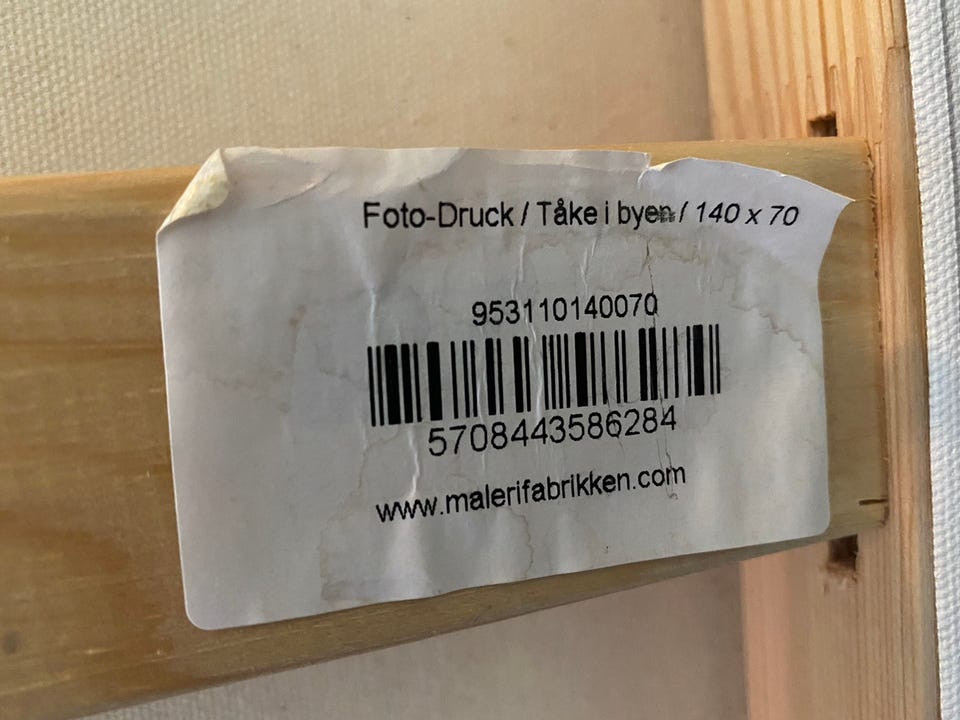 Foto-Druck / Tåke i byen / 140 x 70
953110140070
5708443586284
www.malerifabrikken.com